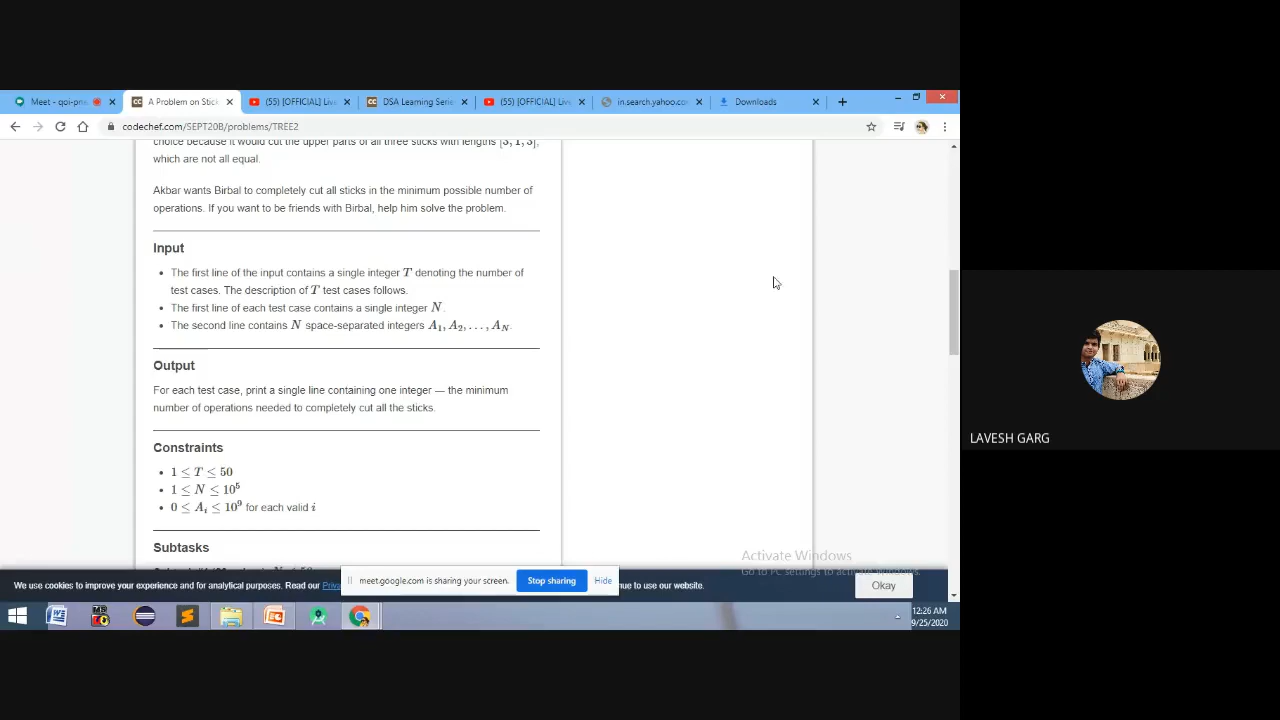 Meet - qoi-pn
A Problem on Stick
(55) [OFFICIAL] Liv
DSA Learning Serie
(55) [OFFICIAL] Liv
in.search.yahoo.co
Downloads
codechef.com/SEPT20B/problems/TREE2
choice because it would cut the upper parts of all three sticks with lengths [3, 1, 3],
which are not all equal.
Akbar wants Birbal to completely cut all sticks in the minimum possible number of
operations. If you want to be friends with Birbal, help him solve the problem.
Input
• The first line of the input contains a single integer T denoting the number of
test cases. The description of T test cases follows.
• The first line of each test case contains a single integer N.
• The second line contains N space-separated integers A₁, A₂, . . . , A_N.
Output
For each test case, print a single line containing one integer — the minimum
number of operations needed to completely cut all the sticks.
Constraints
• 1 ≤ T ≤ 50
• 1 ≤ N ≤ 10⁵
• 0 ≤ Aᵢ ≤ 10⁹ for each valid i
Subtasks
Activate Windows
Go to PC settings to activate Windows.
We use cookies to improve your experience and for analytical purposes. Read our Priva
meet.google.com is sharing your screen.
Stop sharing
Hide
nue to use our website.
Okay
12:26 AM
9/25/2020
LAVESH GARG